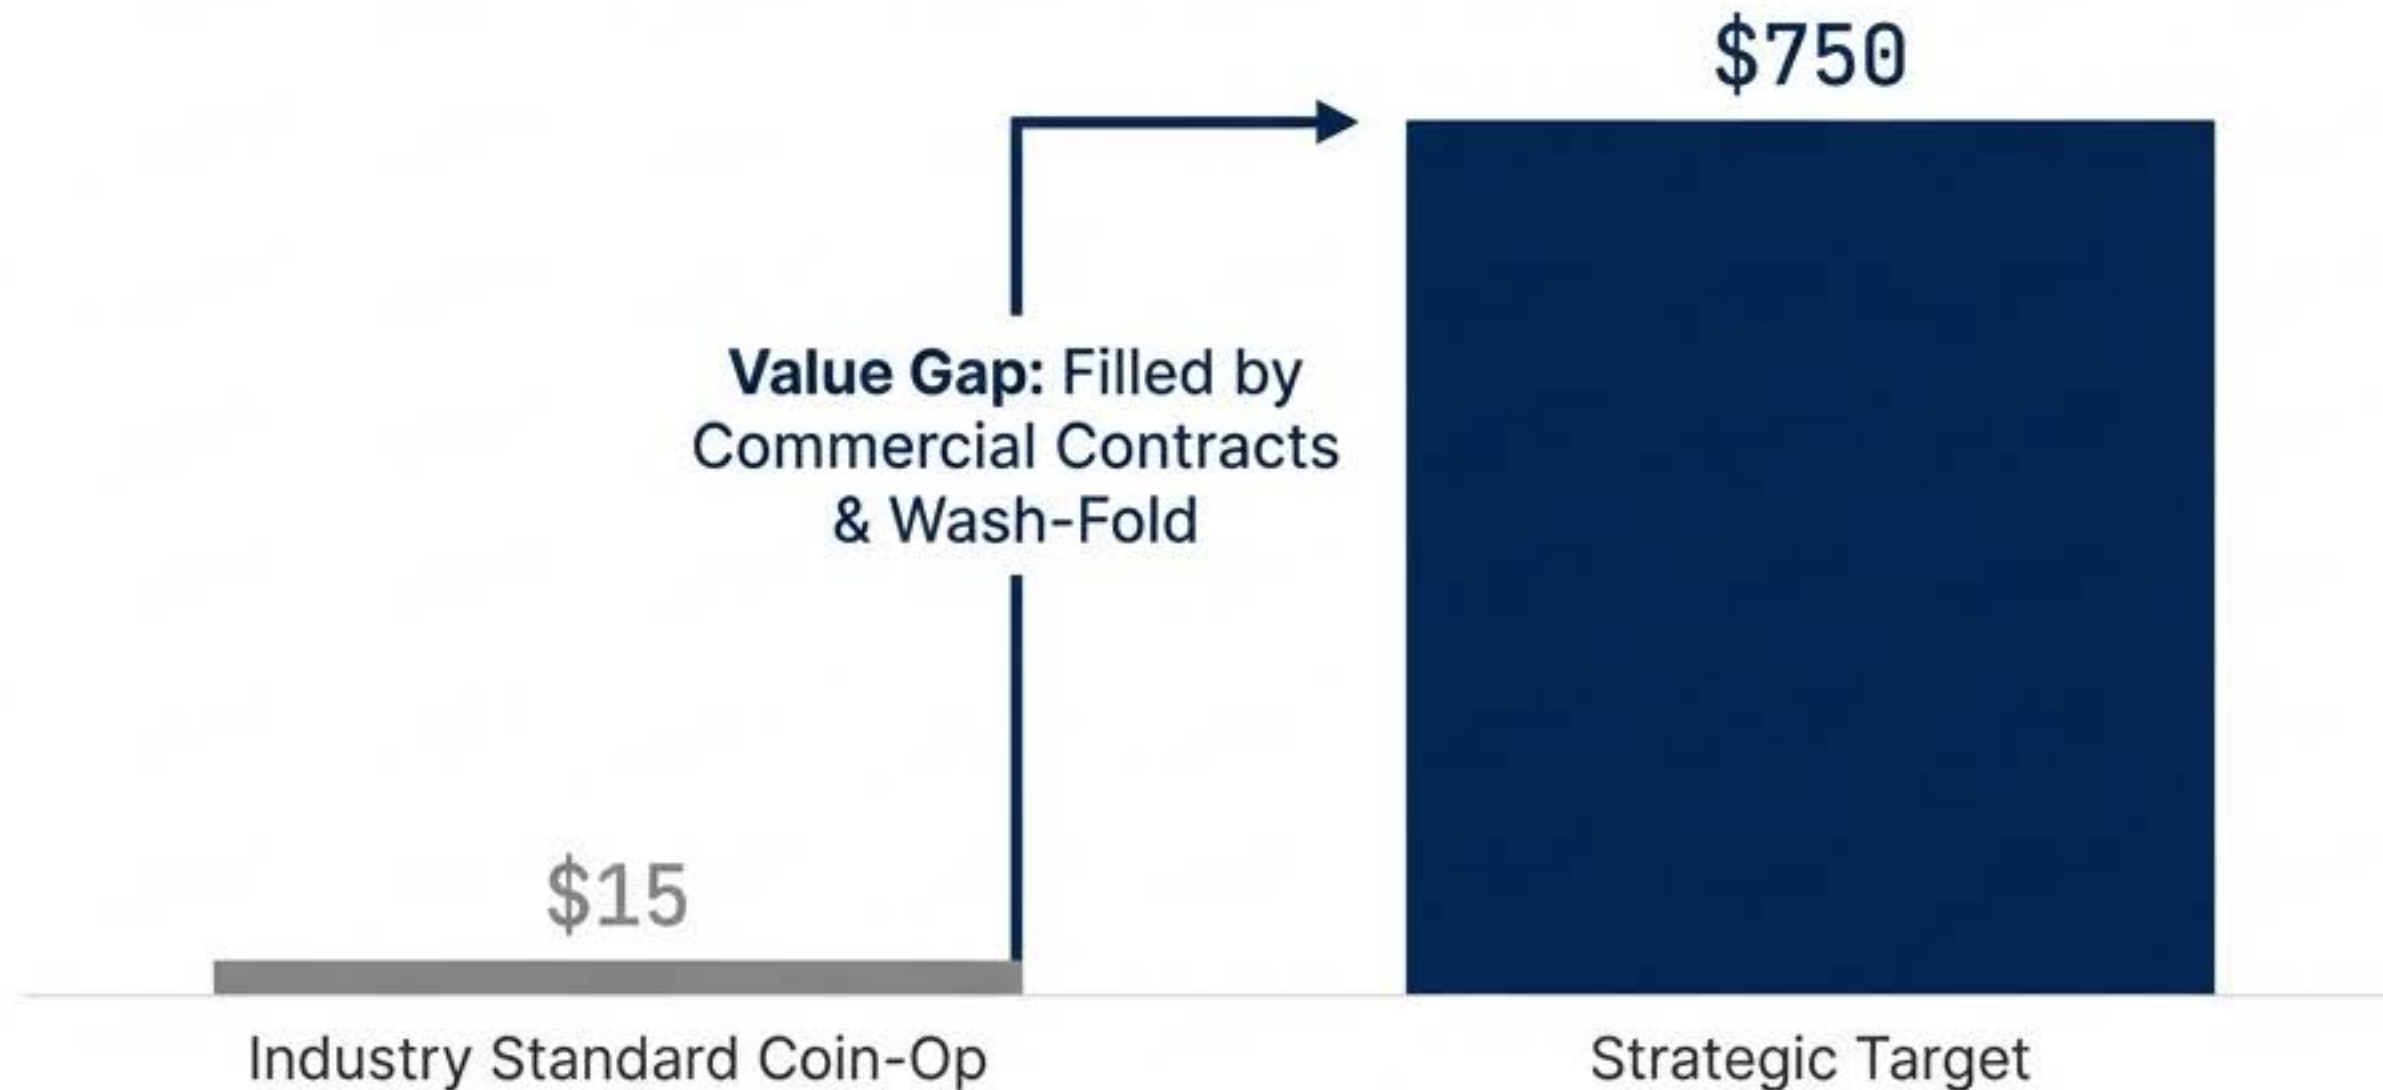 $750
Value Gap: Filled by
Commercial Contracts
& Wash-Fold
$15
Industry Standard Coin-Op
Strategic Target